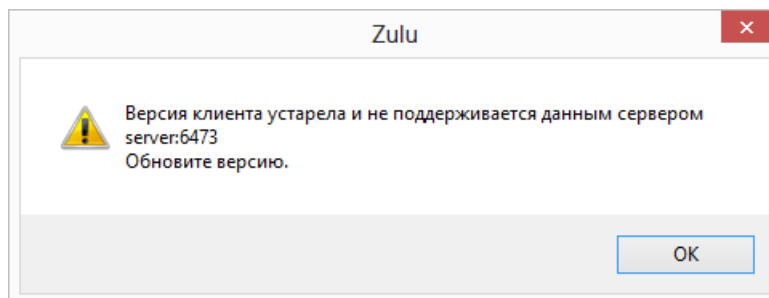 Zulu
Версия клиента устарела и не поддерживается данным сервером
server:6473
Обновите версию.
OK